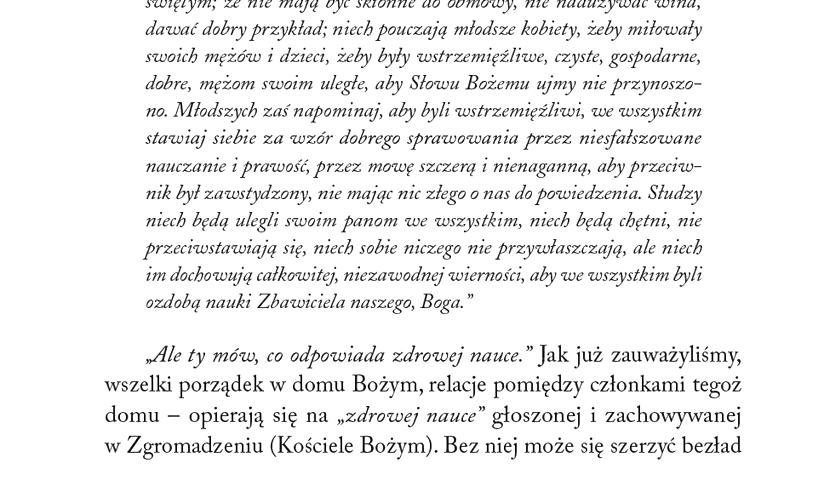 świętym; że nie mają być skłonne do obmowy, nie nadużywać wina,
dawać dobry przykład; niech pouczają młodsze kobiety, żeby miłowały
swoich mężów i dzieci, żeby były wstrzemięźliwe, czyste, gospodarne,
dobre, mężom swoim uległe, aby Słowu Bożemu ujmy nie przynoszo-
no. Młodszych zaś napominaj, aby byli wstrzemięźliwi, we wszystkim
stawiaj siebie za wzór dobrego sprawowania przez niesfałszowane
nauczanie i prawość, przez mowę szczerą i nienaganną, aby przeciw-
nik był zawstydzony, nie mając nic złego o nas do powiedzenia. Słudzy
niech będą ulegli swoim panom we wszystkim, niech będą chętni, nie
przeciwstawiają się, niech sobie niczego nie przywłaszczają, ale niech
im dochowują całkowitej, niezawodnej wierności, aby we wszystkim byli
ozdobą nauki Zbawiciela naszego, Boga.”
„Ale ty mów, co odpowiada zdrowej nauce.” Jak już zauważyliśmy,
wszelki porządek w domu Bożym, relacje pomiędzy członkami tegoż
domu – opierają się na „zdrowej nauce” głoszonej i zachowywanej
w Zgromadzeniu (Kościele Bożym). Bez niej może się szerzyć bezład